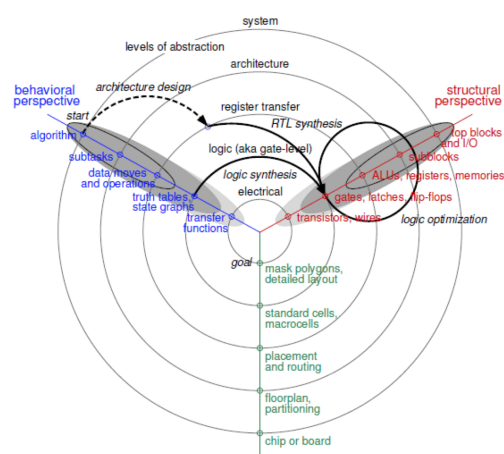 system
levels of abstraction
architecture
behavioral
perspective
structural
perspective
architecture design
start
register transfer
RTL synthesis
algorithm
top blocks
and I/O
logic (aka gate-level)
subtasks
subblocks
logic synthesis
data moves
and operations
ALUs, registers, memories
electrical
truth tables,
state graphs
gates, latches, flip-flops
transfer
functions
transistors, wires
logic optimization
goal
mask polygons,
detailed layout
standard cells,
macrocells
placement
and routing
floorplan,
partitioning
chip or board